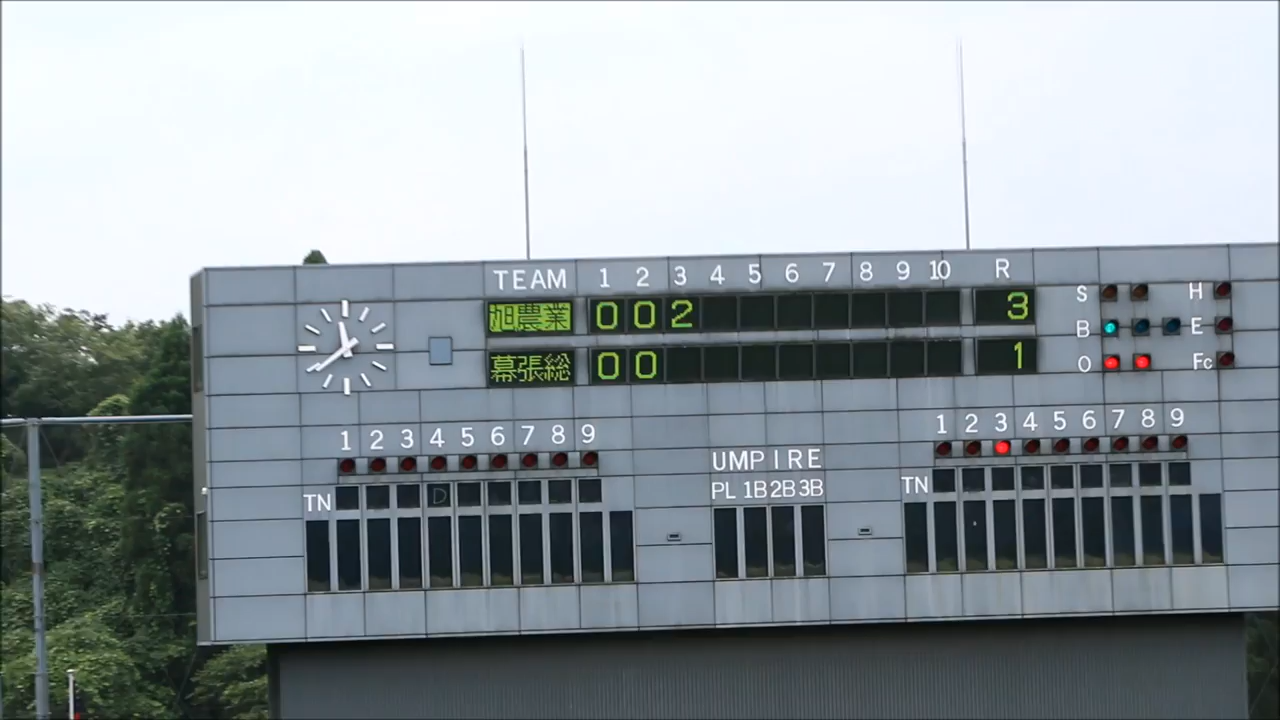 TEAM 1 2 3 4 5 6 7 8 9 10 R
旭農業 0 0 2 3
幕張総 0 0 1
S H
B E
O Fc
1 2 3 4 5 6 7 8 9
1 2 3 4 5 6 7 8 9
UMPIRE
PL 1B 2B 3B
TN D
TN